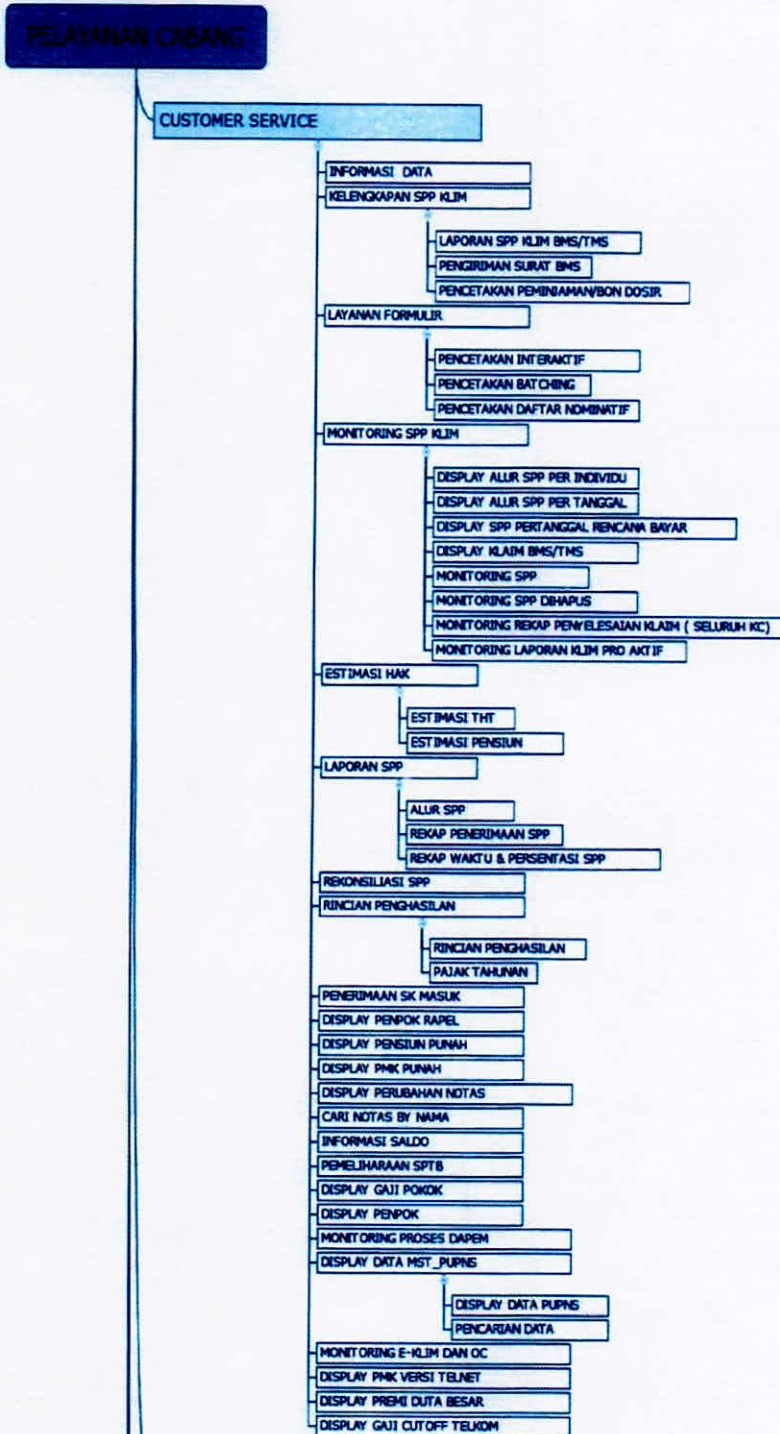 PELAYANAN CABANG
CUSTOMER SERVICE
INFORMASI DATA
KELENGKAPAN SPP KLIM
LAPORAN SPP KLIM BMS/TMS
PENGIRIMAN SURAT BMS
PENCETAKAN PEMINJAMAN/BON DOSIR
LAYANAN FORMULIR
PENCETAKAN INTERAKTIF
PENCETAKAN BATCHING
PENCETAKAN DAFTAR NOMINATIF
MONITORING SPP KLIM
DISPLAY ALUR SPP PER INDIVIDU
DISPLAY ALUR SPP PER TANGGAL
DISPLAY SPP PERTANGGAL RENCANA BAYAR
DISPLAY KLAIM BMS/TMS
MONITORING SPP
MONITORING SPP DIHAPUS
MONITORING REKAP PENYELESAIAN KLAIM ( SELURUH KC)
MONITORING LAPORAN KLIM PRO AKTIF
ESTIMASI HAK
ESTIMASI THT
ESTIMASI PENSIUN
LAPORAN SPP
ALUR SPP
REKAP PENERIMAAN SPP
REKAP WAKTU & PERSENTASI SPP
REKONSILIASI SPP
RINCIAN PENGHASILAN
RINCIAN PENGHASILAN
PAJAK TAHUNAN
PENERIMAAN SK MASUK
DISPLAY PENPOK RAPEL
DISPLAY PENSIUN PUNAH
DISPLAY PMK PUNAH
DISPLAY PERUBAHAN NOTAS
CARI NOTAS BY NAMA
INFORMASI SALDO
PEMELIHARAAN SPTB
DISPLAY GAJI POKOK
DISPLAY PENPOK
MONITORING PROSES DAPEM
DISPLAY DATA MST_PUPNS
DISPLAY DATA PUPNS
PENCARIAN DATA
MONITORING E-KLIM DAN OC
DISPLAY PMK VERSI TELNET
DISPLAY PREMI DUTA BESAR
DISPLAY GAJI CUTOFF TELKOM